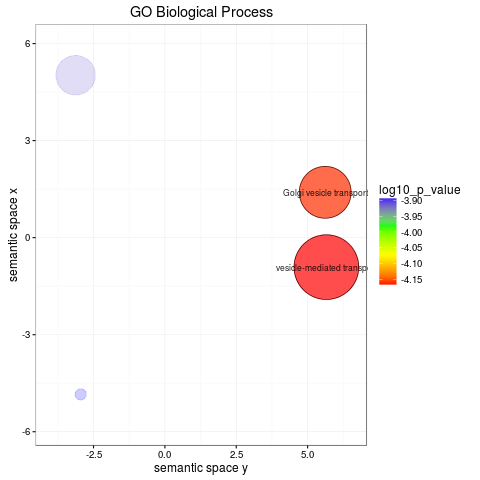 GO Biological Process
6
3
0
-3
-6
semantic space x
Golgi vesicle transport
vesicle-mediated transp
-2.5
0.0
2.5
5.0
semantic space y
log10_p_value
-3.90
-3.95
-4.00
-4.05
-4.10
-4.15